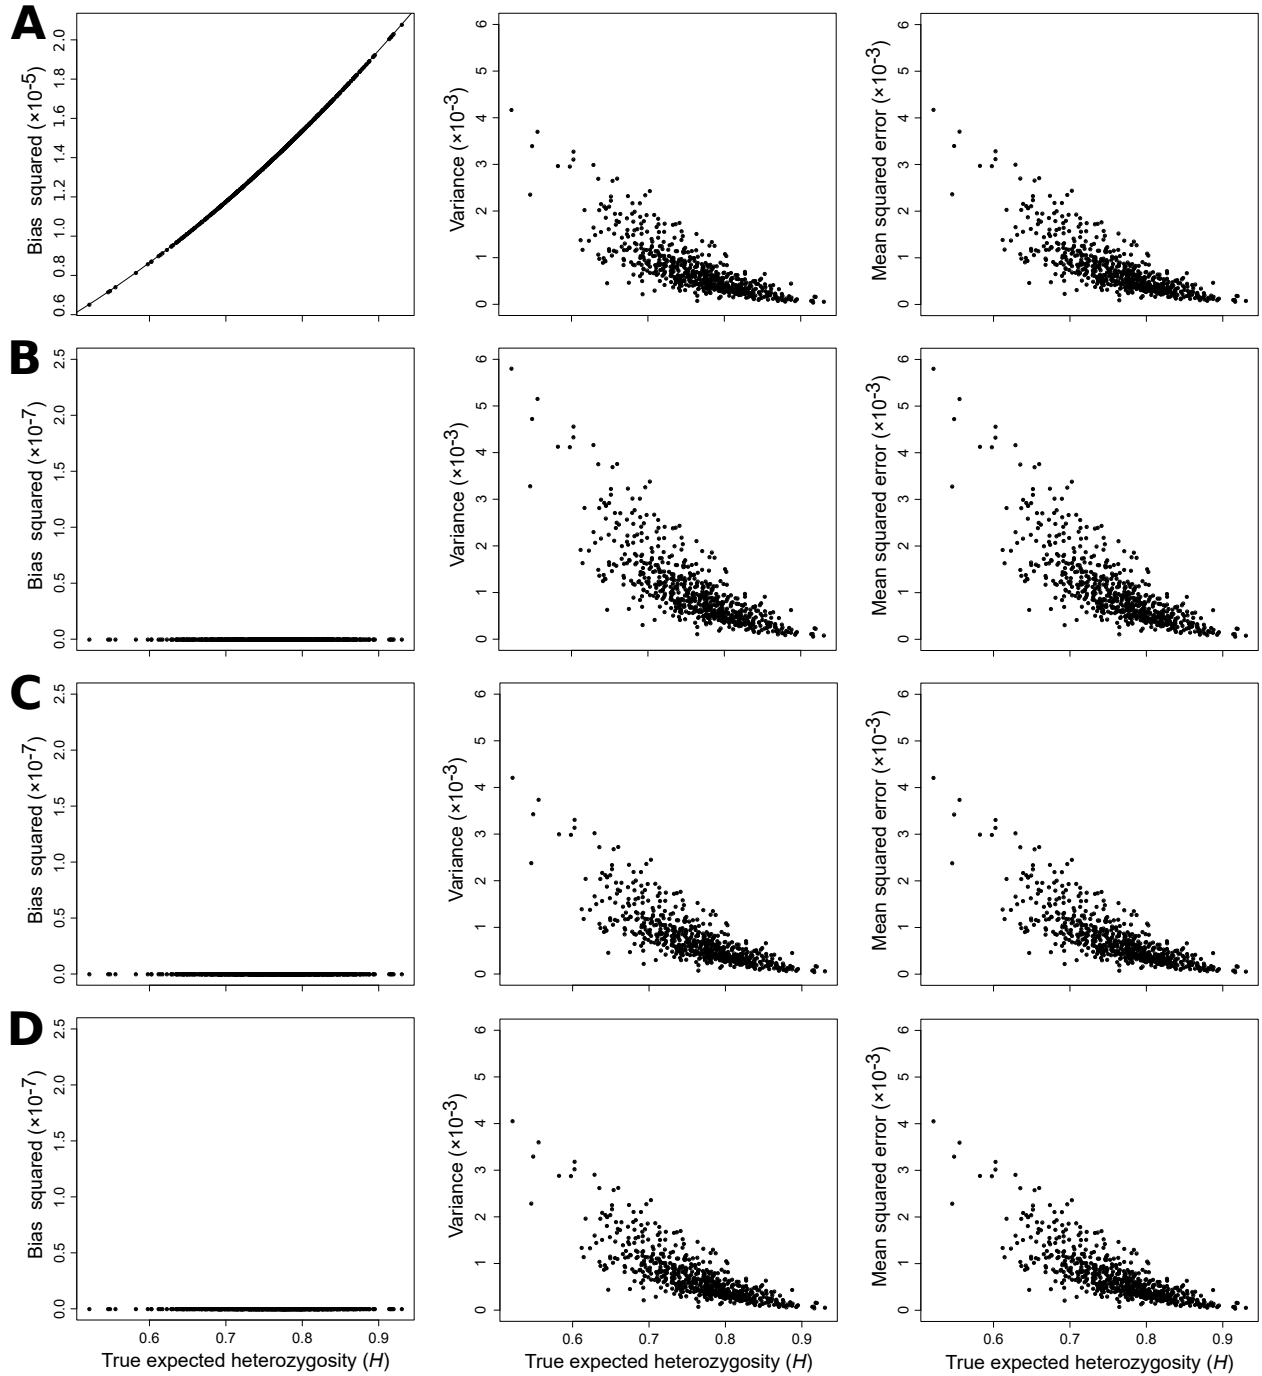 A
Bias squared (×10-5)
0.6 0.8 1.0 1.2 1.4 1.6 1.8 2.0
Variance (×10-3)
0 1 2 3 4 5 6
Mean squared error (×10-3)
0 1 2 3 4 5 6
B
Bias squared (×10-7)
0.0 0.5 1.0 1.5 2.0 2.5
Variance (×10-3)
0 1 2 3 4 5 6
Mean squared error (×10-3)
0 1 2 3 4 5 6
C
Bias squared (×10-7)
0.0 0.5 1.0 1.5 2.0 2.5
Variance (×10-3)
0 1 2 3 4 5 6
Mean squared error (×10-3)
0 1 2 3 4 5 6
D
Bias squared (×10-7)
0.0 0.5 1.0 1.5 2.0 2.5
Variance (×10-3)
0 1 2 3 4 5 6
Mean squared error (×10-3)
0 1 2 3 4 5 6
0.6 0.7 0.8 0.9
True expected heterozygosity (H)
0.6 0.7 0.8 0.9
True expected heterozygosity (H)
0.6 0.7 0.8 0.9
True expected heterozygosity (H)